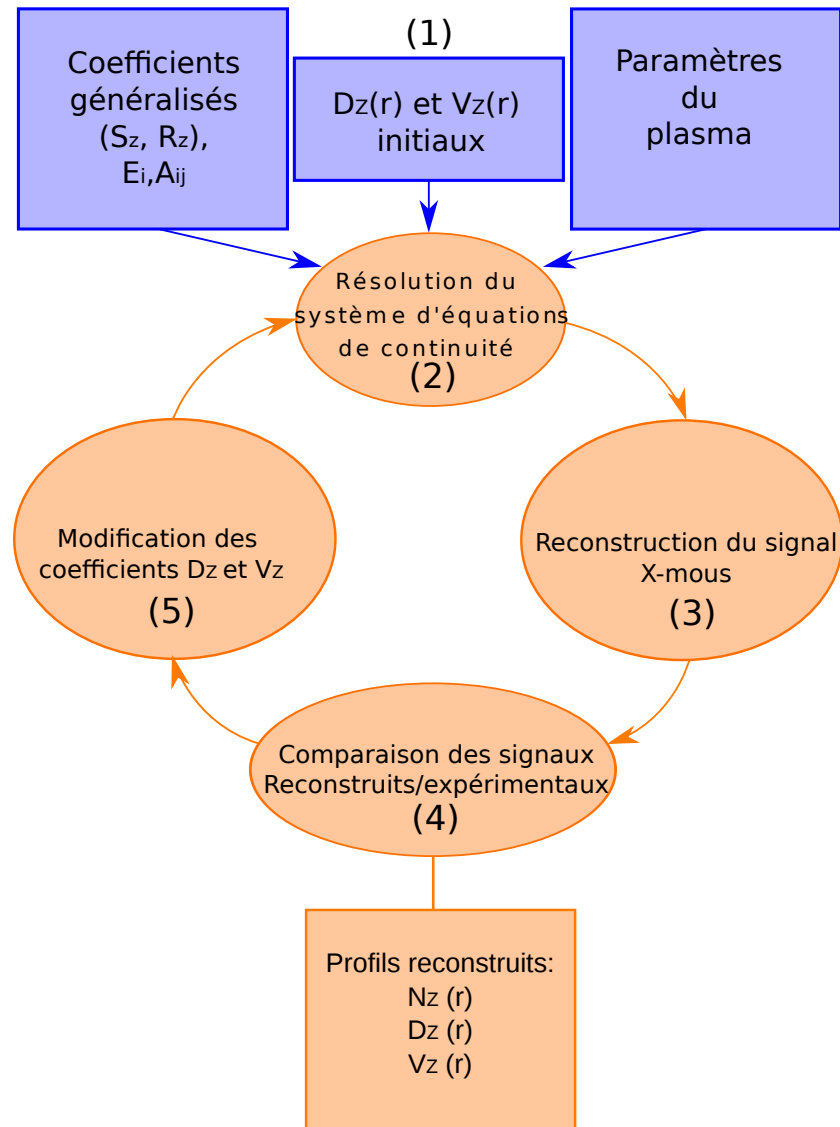 (1)
Coefficients
généralisés
(Sz, Rz),
Ei,Aij
Dz(r) et Vz(r)
initiaux
Paramètres
du
plasma
Résolution du
système d'équations
de continuité
(2)
Reconstruction du signal
X-mous
(3)
Comparaison des signaux
Reconstruits/expérimentaux
(4)
Modification des
coefficients Dz et Vz
(5)
Profils reconstruits:
Nz (r)
Dz (r)
Vz (r)